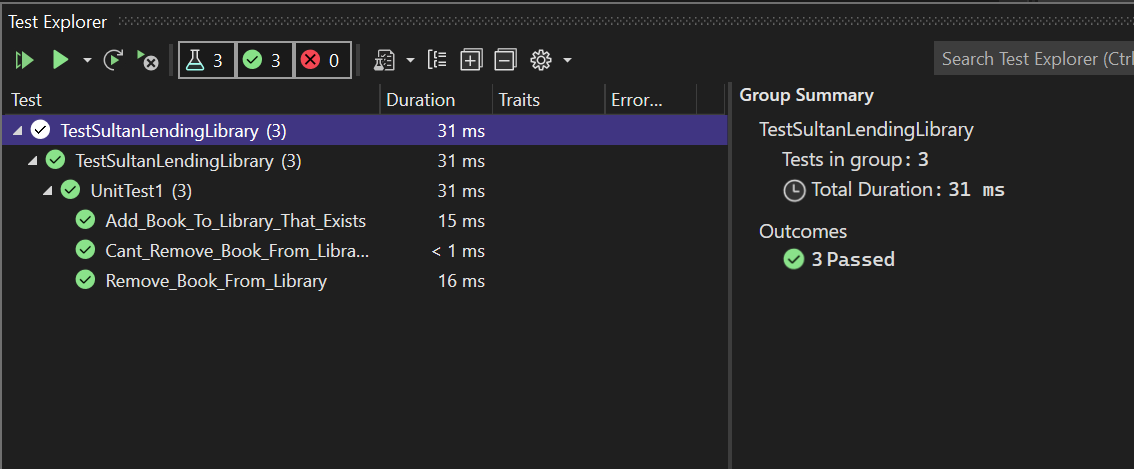 Test Explorer
3 3 0
Search Test Explorer (Ctrl
Test Duration Traits Error...
TestSultanLendingLibrary (3) 31 ms
TestSultanLendingLibrary (3) 31 ms
UnitTest1 (3) 31 ms
Add_Book_To_Library_That_Exists 15 ms
Cant_Remove_Book_From_Libra... < 1 ms
Remove_Book_From_Library 16 ms
Group Summary
TestSultanLendingLibrary
Tests in group: 3
Total Duration: 31 ms
Outcomes
3 Passed